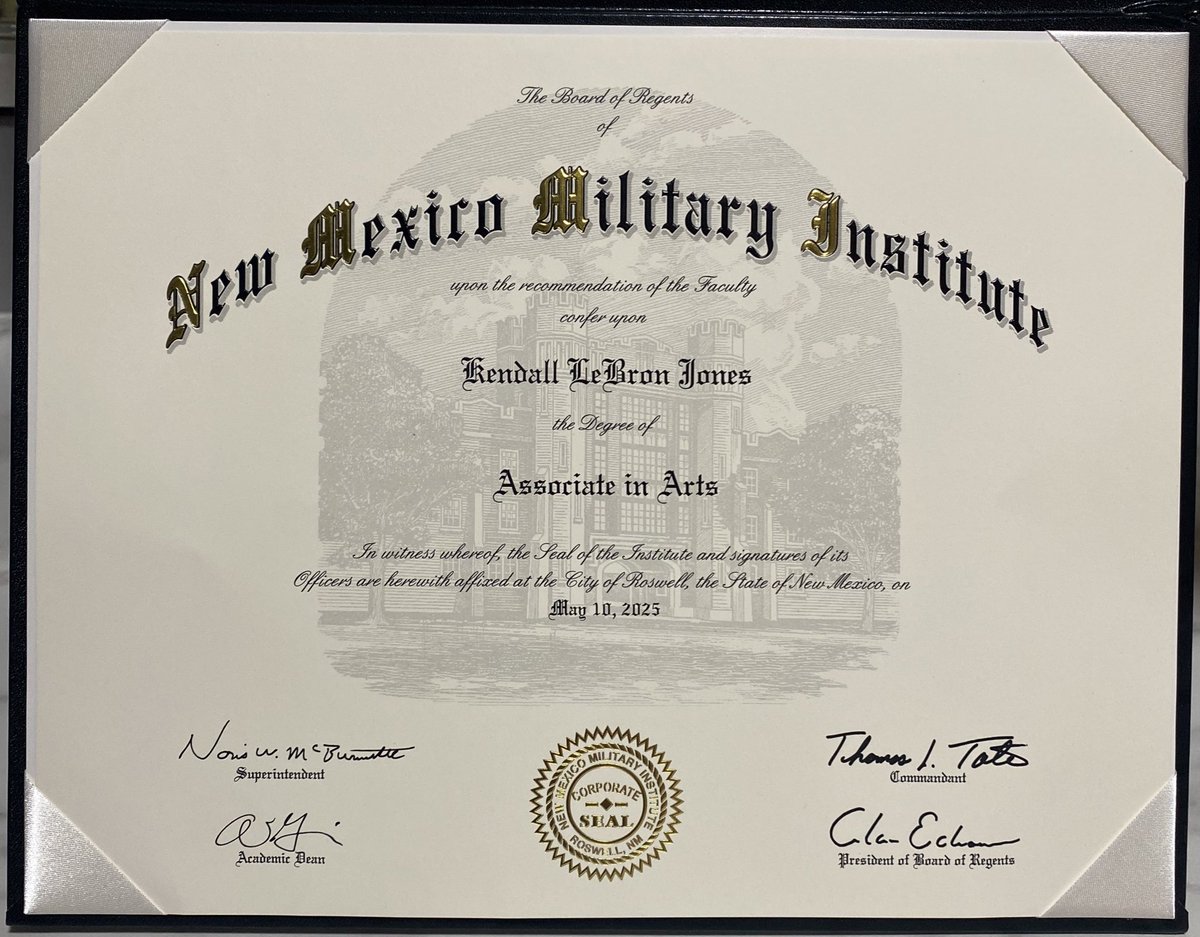 The Board of Regents
of
New Mexico Military Institute
upon the recommendation of the Faculty
confer upon
Kendall LeBron Jones
the Degree of
Associate in Arts
In witness whereof, the Seal of the Institute and signatures of its
Officers are herewith affixed at the City of Roswell, the State of New Mexico, on
May 10, 2025
Superintendent
Thomas L. Tate
Commandant
Academic Dean
President of Board of Regents
NEW MEXICO MILITARY INSTITUTE
CORPORATE
SEAL
ROSWELL, NM